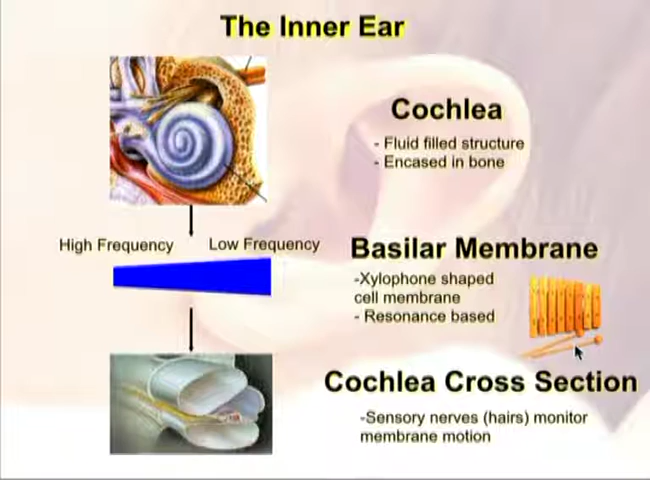 The Inner Ear
Cochlea
- Fluid filled structure
- Encased in bone
High Frequency
Low Frequency
Basilar Membrane
-Xylophone shaped
cell membrane
- Resonance based
Cochlea Cross Section
-Sensory nerves (hairs) monitor
membrane motion